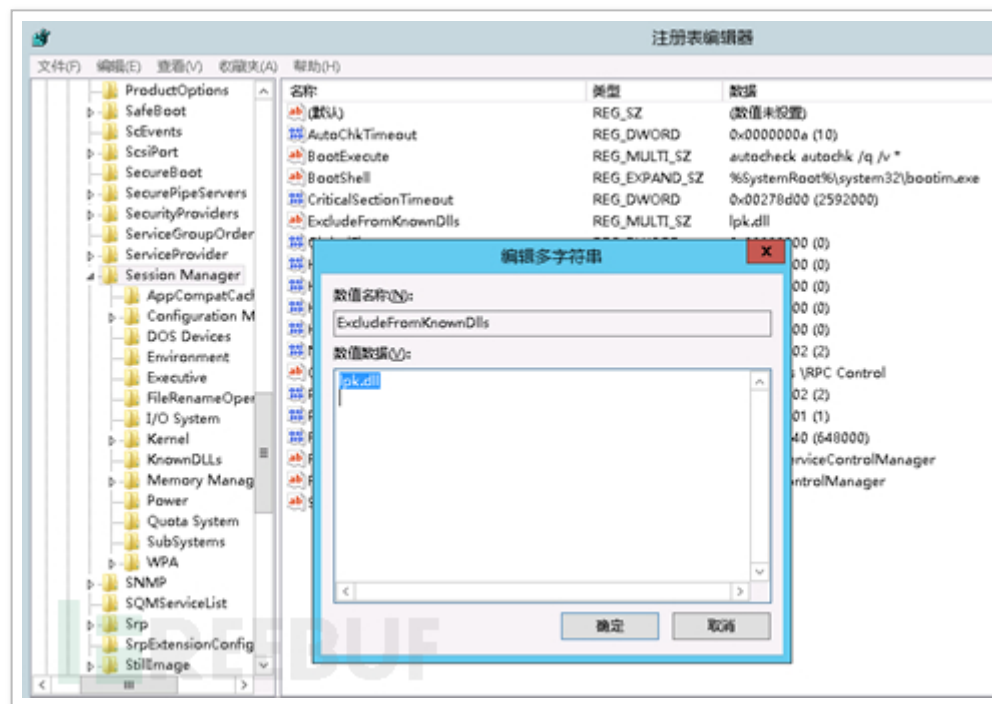 注册表编辑器
文件(F) 编辑(E) 查看(V) 收藏夹(A) 帮助(H)
ProductOptions
SafeBoot
ScEvents
ScsiPort
SecureBoot
SecurePipeServers
SecurityProviders
ServiceGroupOrder
ServiceProvider
Session Manager
AppCompatCach
Configuration M
DOS Devices
Environment
Executive
FileRenameOper
I/O System
Kernel
KnownDLLs
Memory Manag
Power
Quota System
SubSystems
WPA
SNMP
SQMServiceList
Srp
SrpExtensionConfig
StillImage
名称 类型 数据
(默认) REG_SZ (数值未设置)
AutoChkTimeout REG_DWORD 0x0000000a (10)
BootExecute REG_MULTI_SZ autocheck autochk /q /v *
BootShell REG_EXPAND_SZ %SystemRoot%\system32\bootim.exe
CriticalSectionTimeout REG_DWORD 0x00278d00 (2592000)
ExcludeFromKnownDlls REG_MULTI_SZ lpk.dll
00 (0)
00 (0)
00 (0)
00 (0)
00 (0)
02 (2)
\RPC Control
02 (2)
01 (1)
40 (648000)
erviceControlManager
ntrolManager
编辑多字符串
数值名称(N):
ExcludeFromKnownDlls
数值数据(V):
lpk.dll
确定 取消
REEBUF